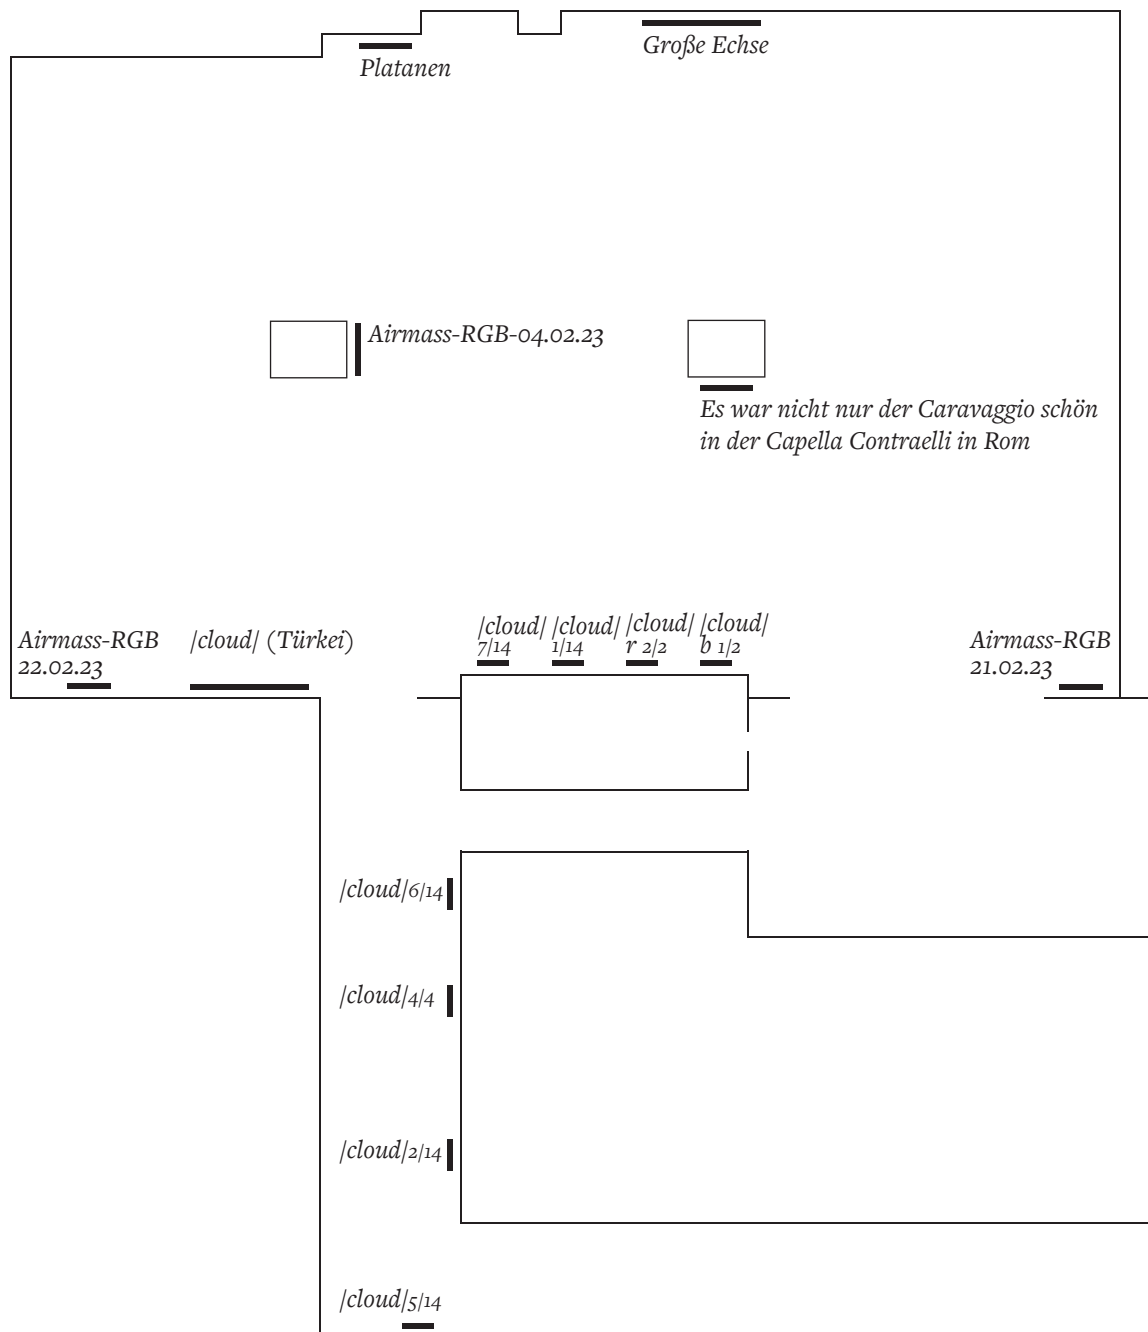 Große Echse
Platanen
Airmass-RGB-04.02.23
Es war nicht nur der Caravaggio schön
in der Capella Contraelli in Rom
Airmass-RGB
22.02.23
/cloud/ (Türkei)
/cloud/
7/14
/cloud/
1/14
/cloud/
r 2/2
/cloud/
b 1/2
Airmass-RGB
21.02.23
/cloud/6/14
/cloud/4/4
/cloud/2/14
/cloud/5/14